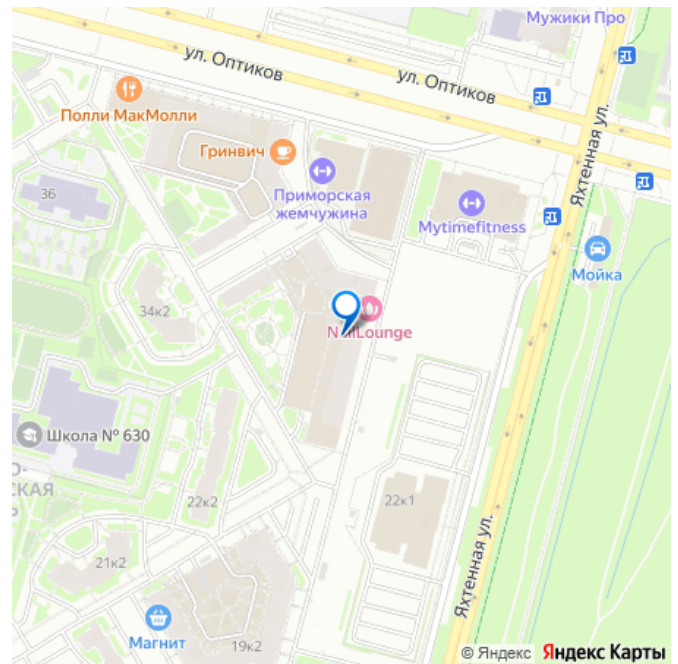 Мужики Про
ул. Оптиков
ул. Оптиков
Полли МакМолли
Гринвич
Яхтенная ул.
Приморская
жемчужина
36
Mytimefitness
Мойка
34к2
NailLounge
Школа № 630
СКАЯ
22к2
22к1
Яхтенная ул.
21к2
Магнит
19к2
© Яндекс Яндекс Карты